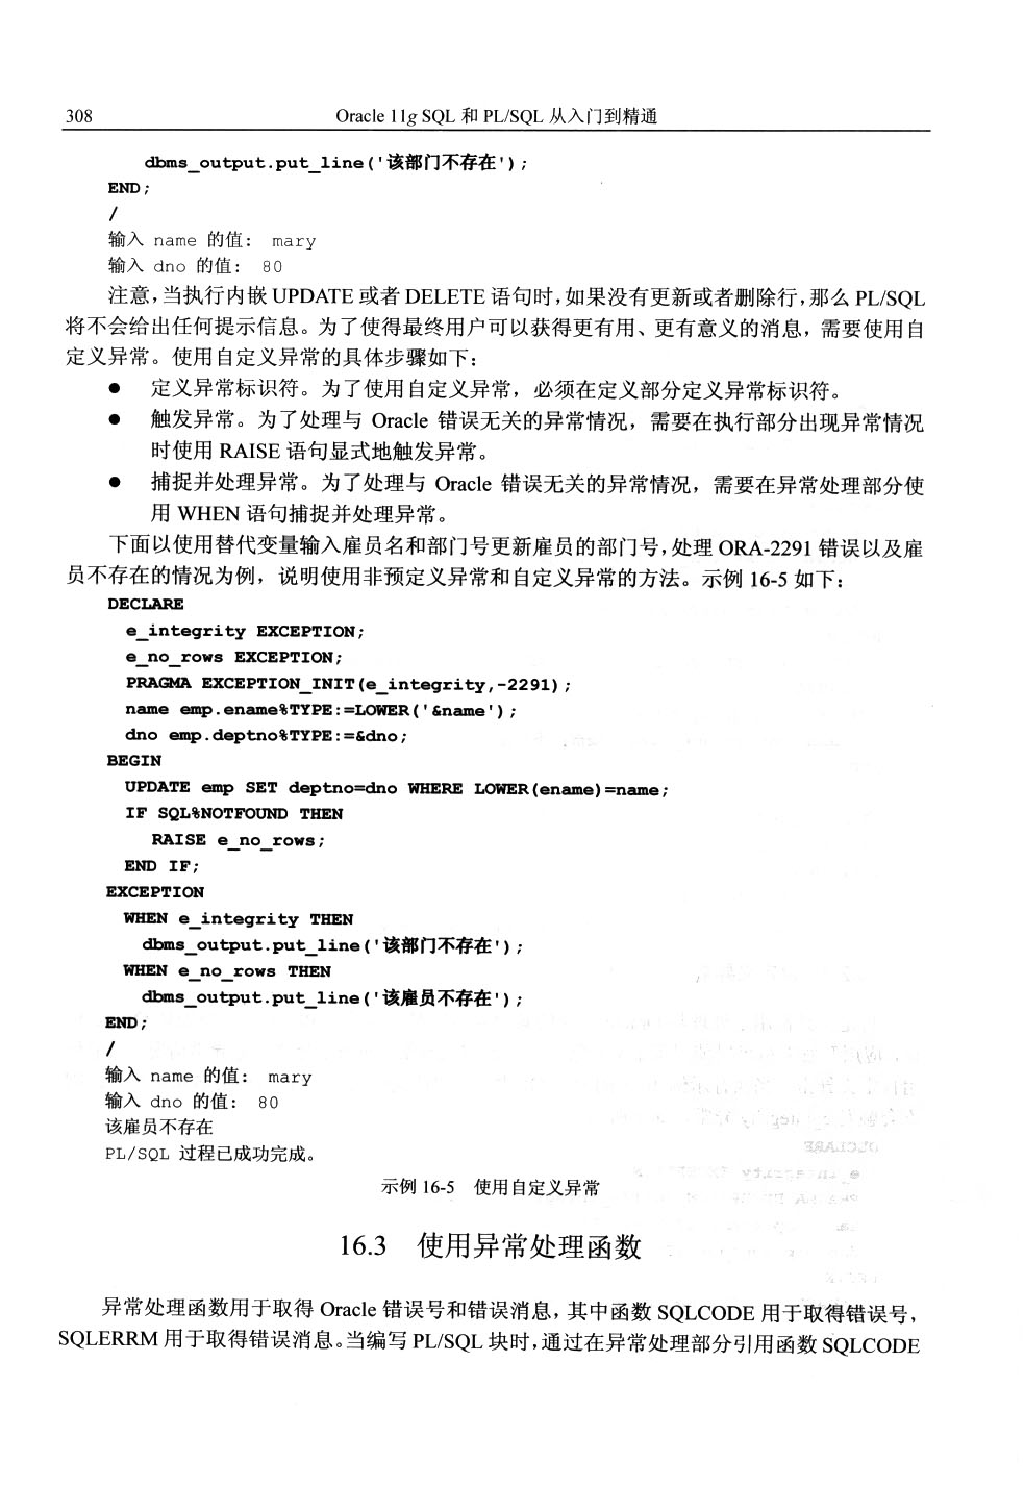 308 Oracle 11g SQL 和 PL/SQL 从入门到精通
dbms_output.put_line('该部门不存在');
END;
/
输入 name 的值: mary
输入 dno 的值: 80
注意,当执行内嵌 UPDATE 或者 DELETE 语句时,如果没有更新或者删除行,那么 PL/SQL
将不会给出任何提示信息。为了使得最终用户可以获得更有用、更有意义的消息，需要使用自
定义异常。使用自定义异常的具体步骤如下：
● 定义异常标识符。为了使用自定义异常，必须在定义部分定义异常标识符。
● 触发异常。为了处理与 Oracle 错误无关的异常情况，需要在执行部分出现异常情况
时使用 RAISE 语句显式地触发异常。
● 捕捉并处理异常。为了处理与 Oracle 错误无关的异常情况，需要在异常处理部分使
用 WHEN 语句捕捉并处理异常。
下面以使用替代变量输入雇员名和部门号更新雇员的部门号,处理 ORA-2291 错误以及雇
员不存在的情况为例，说明使用非预定义异常和自定义异常的方法。示例 16-5 如下：
DECLARE
e_integrity EXCEPTION;
e_no_rows EXCEPTION;
PRAGMA EXCEPTION_INIT(e_integrity,-2291);
name emp.ename%TYPE:=LOWER('&name');
dno emp.deptno%TYPE:=&dno;
BEGIN
UPDATE emp SET deptno=dno WHERE LOWER(ename)=name;
IF SQL%NOTFOUND THEN
RAISE e_no_rows;
END IF;
EXCEPTION
WHEN e_integrity THEN
dbms_output.put_line('该部门不存在');
WHEN e_no_rows THEN
dbms_output.put_line('该雇员不存在');
END;
/
输入 name 的值: mary
输入 dno 的值: 80
该雇员不存在
PL/SQL 过程已成功完成。
示例 16-5 使用自定义异常
16.3 使用异常处理函数
异常处理函数用于取得 Oracle 错误号和错误消息，其中函数 SQLCODE 用于取得错误号，
SQLERRM 用于取得错误消息。当编写 PL/SQL 块时,通过在异常处理部分引用函数 SQLCODE